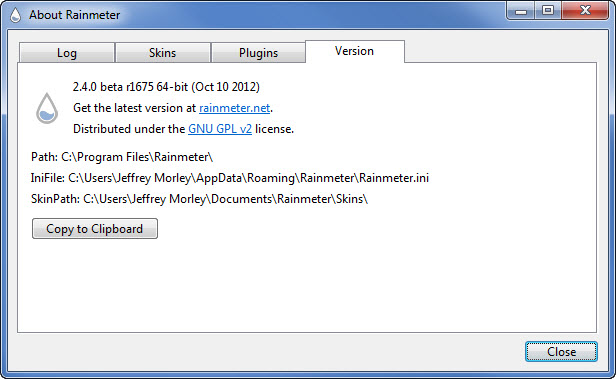 About Rainmeter
Log
Skins
Plugins
Version
2.4.0 beta r1675 64-bit (Oct 10 2012)
Get the latest version at rainmeter.net.
Distributed under the GNU GPL v2 license.
Path: C:\Program Files\Rainmeter\
IniFile: C:\Users\Jeffrey Morley\AppData\Roaming\Rainmeter\Rainmeter.ini
SkinPath: C:\Users\Jeffrey Morley\Documents\Rainmeter\Skins\
Copy to Clipboard
Close